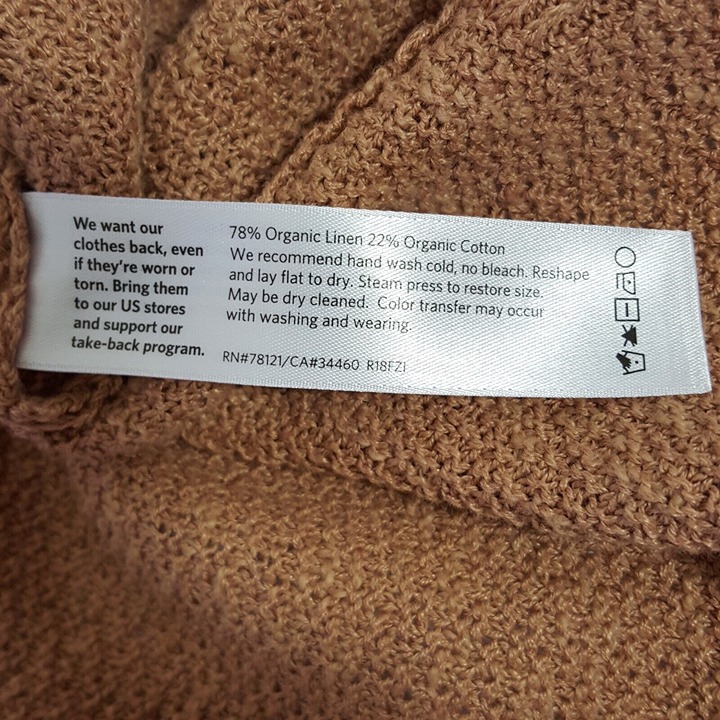 We want our
clothes back, even
if they're worn or
torn. Bring them
to our US stores
and support our
take-back program.
78% Organic Linen 22% Organic Cotton
We recommend hand wash cold, no bleach. Reshape
and lay flat to dry. Steam press to restore size.
May be dry cleaned. Color transfer may occur
with washing and wearing.
RN#78121/CA#34460 R18FZI